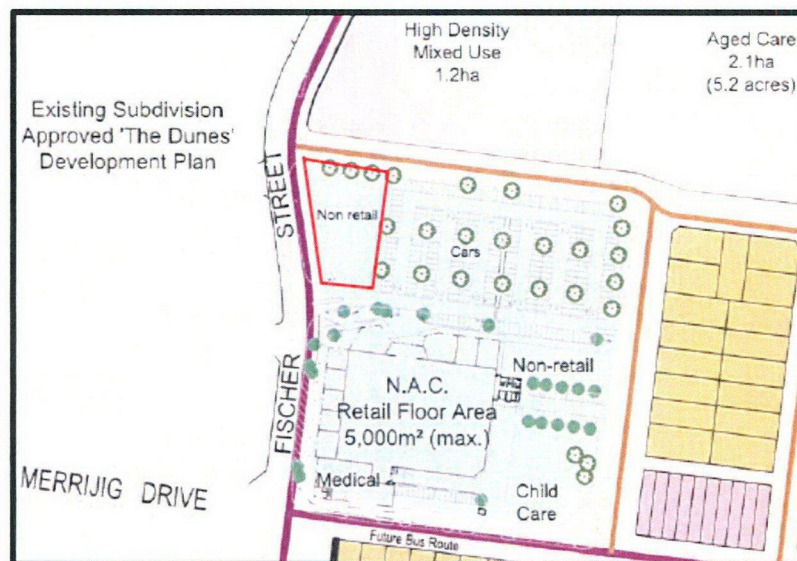 High Density
Mixed Use
1.2ha
Aged Care
2.1ha
(5.2 acres)
Existing Subdivision
Approved 'The Dunes'
Development Plan
STREET
Non retail
Cars
FISCHER
N.A.C.
Retail Floor Area
5,000m² (max.)
Non-retail
Medical
Child
Care
MERRIJIG DRIVE
Future Bus Route